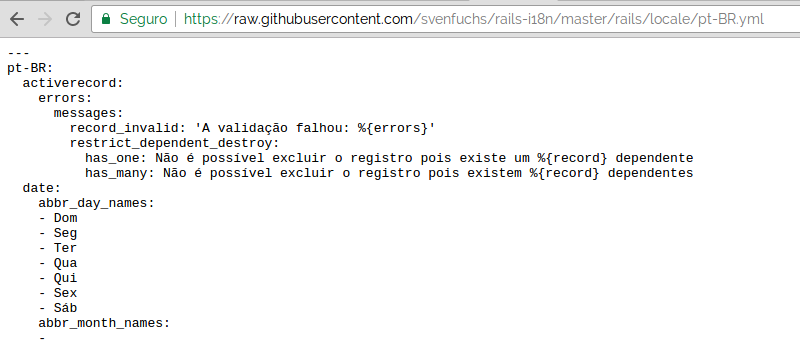 Seguro | https://raw.githubusercontent.com/svenfuchs/rails-i18n/master/rails/locale/pt-BR.yml
---
pt-BR:
  activerecord:
    errors:
      messages:
        record_invalid: 'A validação falhou: %{errors}'
        restrict_dependent_destroy:
          has_one: Não é possível excluir o registro pois existe um %{record} dependente
          has_many: Não é possível excluir o registro pois existem %{record} dependentes
  date:
    abbr_day_names:
    - Dom
    - Seg
    - Ter
    - Qua
    - Qui
    - Sex
    - Sáb
    abbr_month_names:
    -